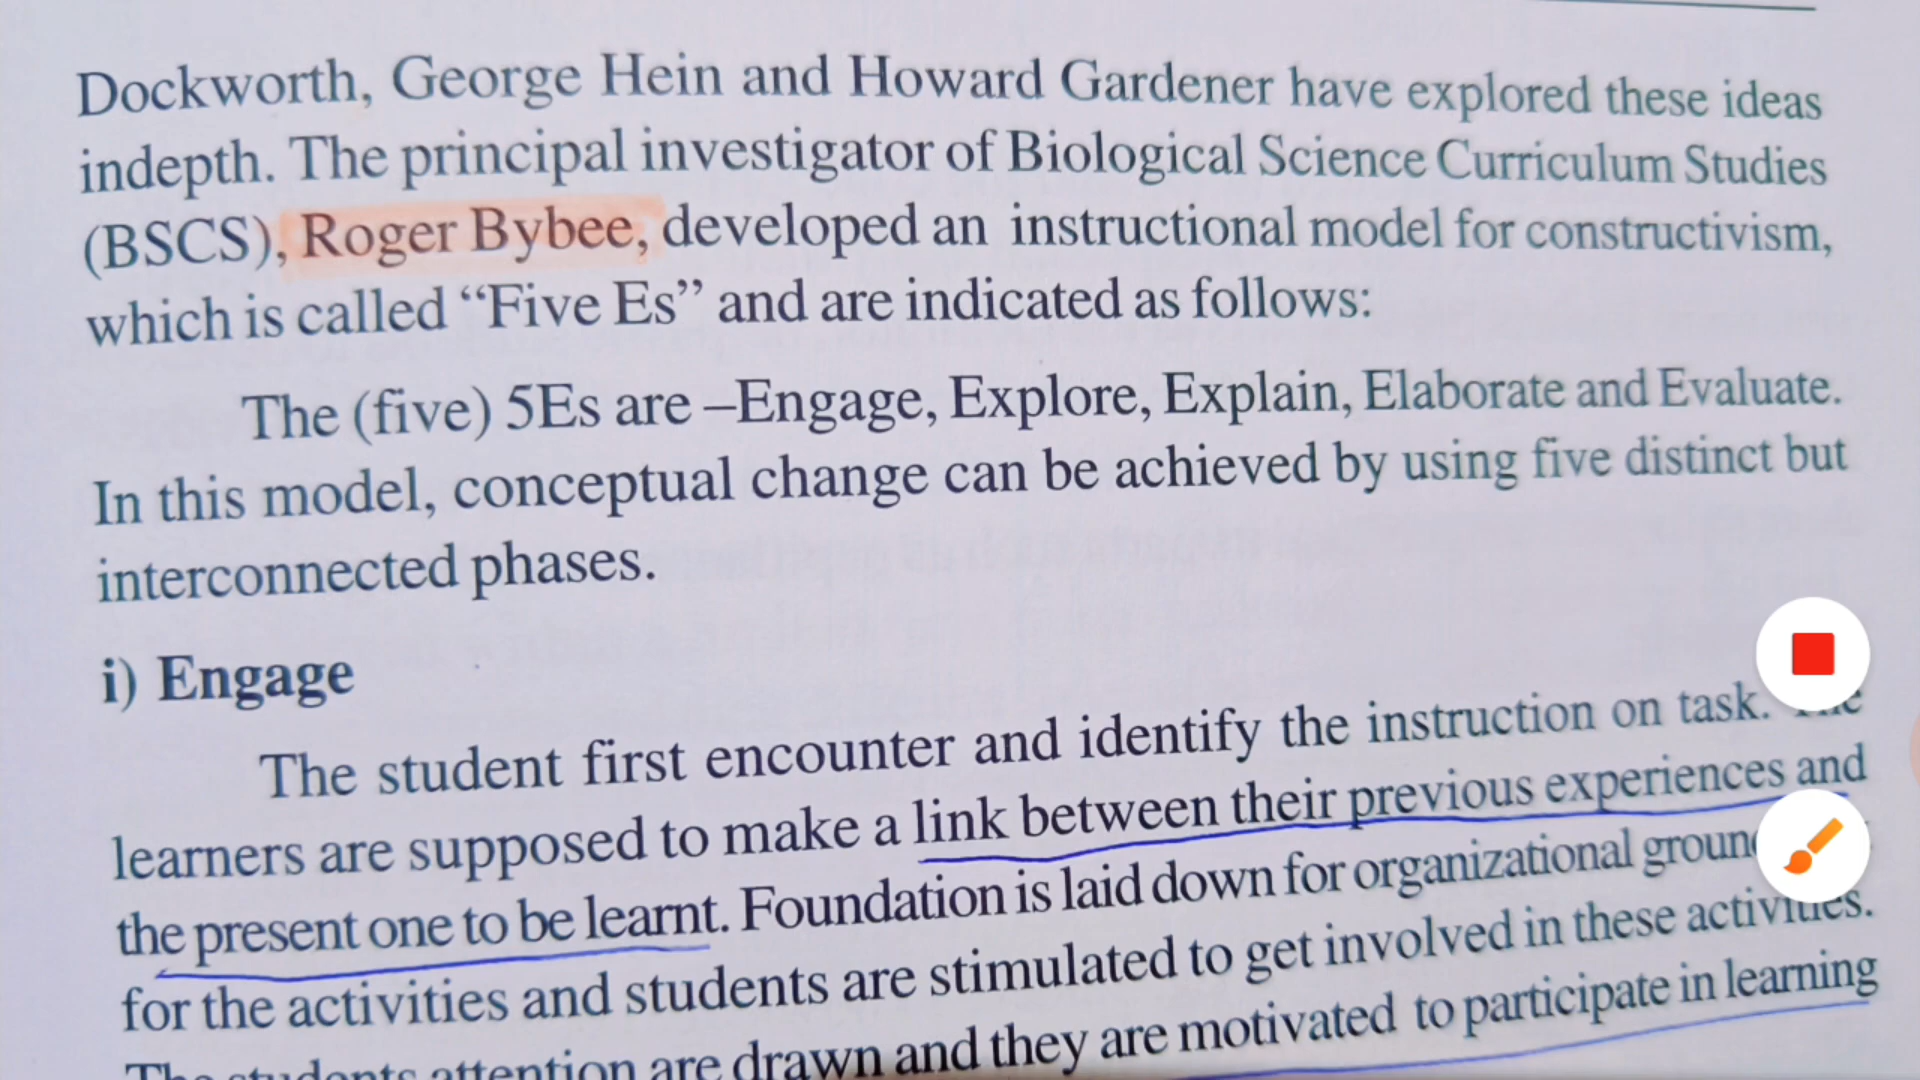 Dockworth, George Hein and Howard Gardener have explored these ideas
indepth. The principal investigator of Biological Science Curriculum Studies
(BSCS), Roger Bybee, developed an instructional model for constructivism,
which is called “Five Es” and are indicated as follows:
The (five) 5Es are –Engage, Explore, Explain, Elaborate and Evaluate.
In this model, conceptual change can be achieved by using five distinct but
interconnected phases.
i) Engage
The student first encounter and identify the instruction on task.
learners are supposed to make a link between their previous experiences and
the present one to be learnt. Foundation is laid down for organizational
for the activities and students are stimulated to get involved in these activities.
The students attention are drawn and they are motivated to participate in learning